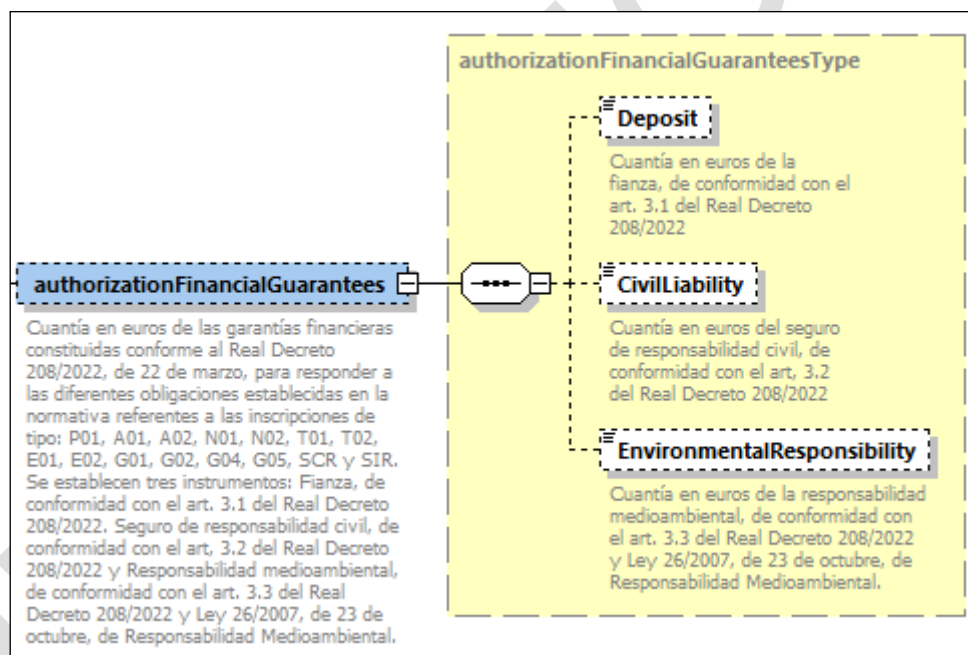 authorizationFinancialGuaranteesType
Deposit
Cuantía en euros de la
fianza, de conformidad con el
art. 3.1 del Real Decreto
208/2022
authorizationFinancialGuarantees
Cuantía en euros de las garantías financieras
constituidas conforme al Real Decreto
208/2022, de 22 de marzo, para responder a
las diferentes obligaciones establecidas en la
normativa referentes a las inscripciones de
tipo: P01, A01, A02, N01, N02, T01, T02,
E01, E02, G01, G02, G04, G05, SCR y SIR.
Se establecen tres instrumentos: Fianza, de
conformidad con el art. 3.1 del Real Decreto
208/2022. Seguro de responsabilidad civil, de
conformidad con el art, 3.2 del Real Decreto
208/2022 y Responsabilidad medioambiental,
de conformidad con el art. 3.3 del Real
Decreto 208/2022 y Ley 26/2007, de 23 de
octubre, de Responsabilidad Medioambiental.
CivilLiability
Cuantía en euros del seguro
de responsabilidad civil, de
conformidad con el art, 3.2
del Real Decreto 208/2022
EnvironmentalResponsibility
Cuantía en euros de la responsabilidad
medioambiental, de conformidad con
el art. 3.3 del Real Decreto 208/2022
y Ley 26/2007, de 23 de octubre, de
Responsabilidad Medioambiental.